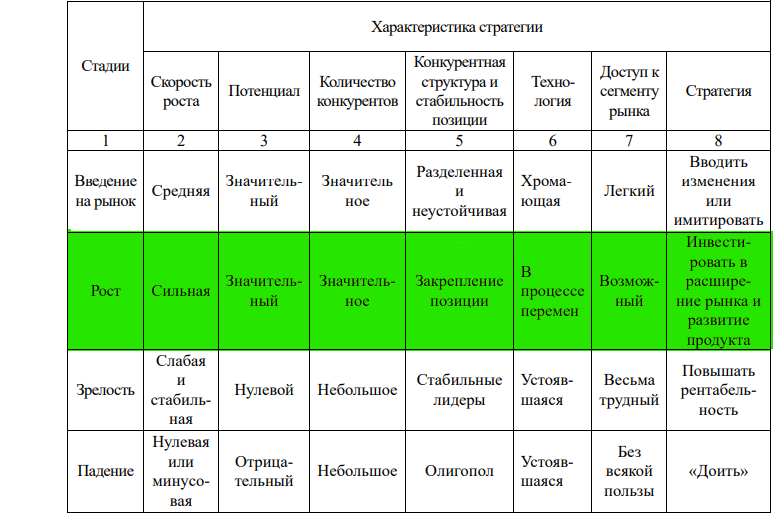 Стадии
Характеристика стратегии
Скорость
роста
Потенциал
Количество
конкурентов
Конкурентная
структура и
стабильность
позиции
Техно-
логия
Доступ к
сегменту
рынка
Стратегия
1 2 3 4 5 6 7 8
Введение
на рынок
Средняя
Значитель-
ный
Значитель
ное
Разделенная
и
неустойчивая
Хрома-
ющая
Легкий
Вводить
изменения
или
имитировать
Рост
Сильная
Значитель-
ный
Значитель-
ное
Закрепление
позиции
В
процессе
перемен
Возмож-
ный
Инвести-
ровать в
расшире-
ние рынка и
развитие
продукта
Зрелость
Слабая
и
стабиль-
ная
Нулевой
Небольшое
Стабильные
лидеры
Устояв-
шаяся
Весьма
трудный
Повышать
рентабель-
ность
Падение
Нулевая
или
минусо-
вая
Отрица-
тельный
Небольшое
Олигопол
Устояв-
шаяся
Без
всякой
пользы
«Доить»